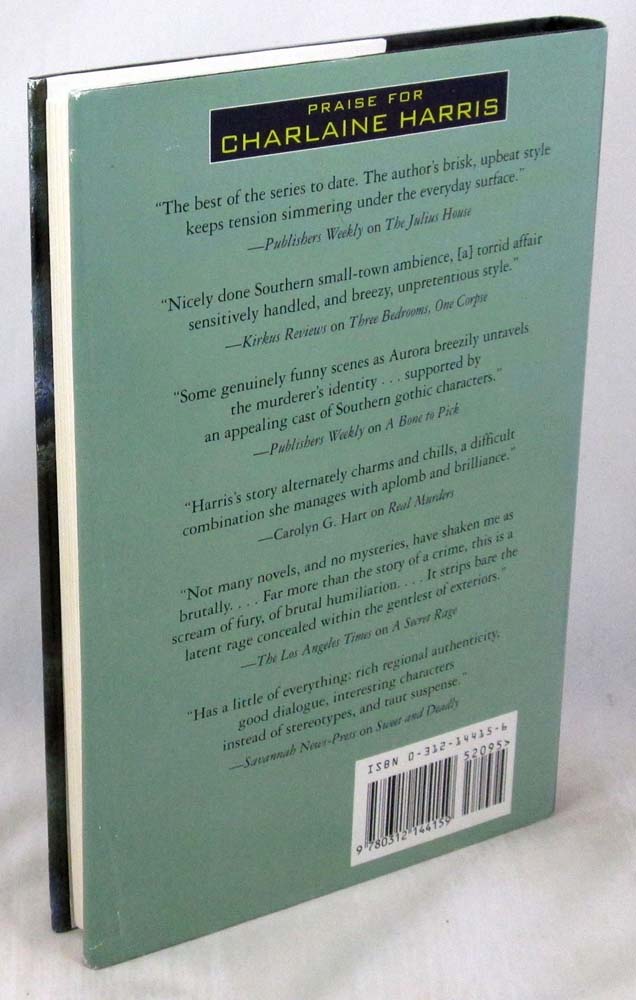 PRAISE FOR
CHARLAINE HARRIS
“The best of the series to date. The author’s brisk, upbeat style
keeps tension simmering under the everyday surface.”
—Publishers Weekly on The Julius House
“Nicely done Southern small-town ambience, [a] torrid affair
sensitively handled, and breezy, unpretentious style.”
—Kirkus Reviews on Three Bedrooms, One Corpse
“Some genuinely funny scenes as Aurora breezily unravels
the murderer’s identity . . . supported by
an appealing cast of Southern gothic characters.”
—Publishers Weekly on A Bone to Pick
“Harris’s story alternately charms and chills, a difficult
combination she manages with aplomb and brilliance.”
—Carolyn G. Hart on Real Murders
“Not many novels, and no mysteries, have shaken me as
brutally. . . . Far more than the story of a crime, this is a
scream of fury, of brutal humiliation. . . . It strips bare the
latent rage concealed within the gentlest of exteriors.”
—The Los Angeles Times on A Secret Rage
“Has a little of everything: rich regional authenticity,
good dialogue, interesting characters
instead of stereotypes, and taut suspense.”
—Savannah News-Press on Sweet and Deadly
ISBN 0-312-14415-6
52095>
9 780312 144159